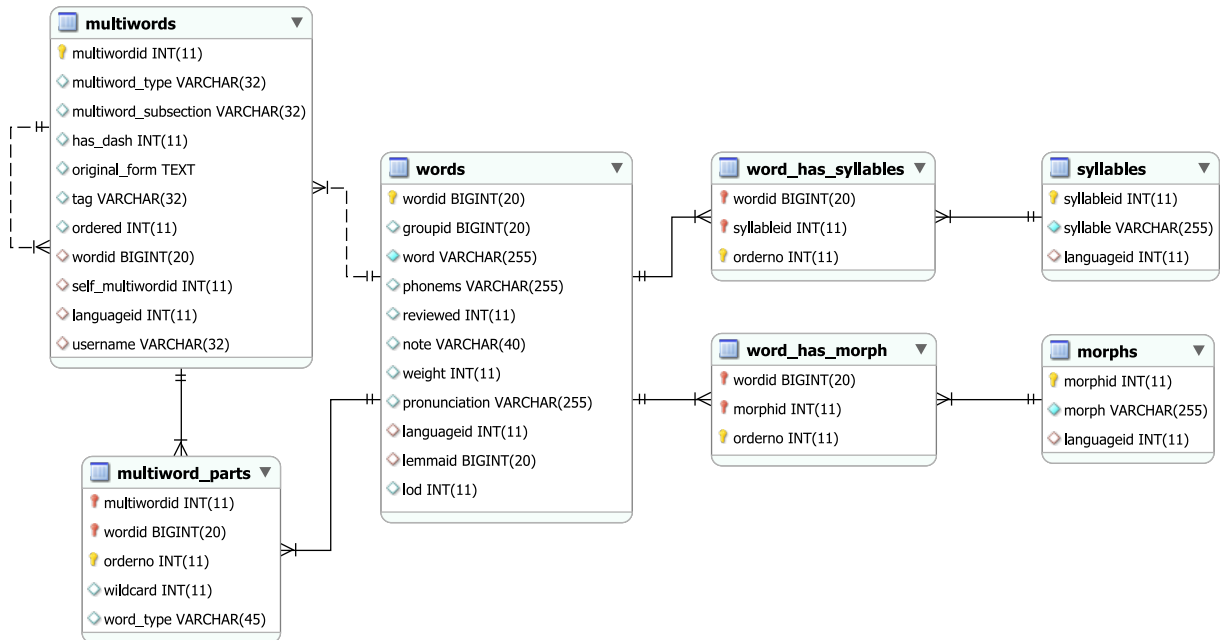 multiwords
multiwordid INT(11)
multiword_type VARCHAR(32)
multiword_subsection VARCHAR(32)
has_dash INT(11)
original_form TEXT
tag VARCHAR(32)
ordered INT(11)
wordid BIGINT(20)
self_multiwordid INT(11)
languageid INT(11)
username VARCHAR(32)
multiword_parts
multiwordid INT(11)
wordid BIGINT(20)
orderno INT(11)
wildcard INT(11)
word_type VARCHAR(45)
words
wordid BIGINT(20)
groupid BIGINT(20)
word VARCHAR(255)
phonems VARCHAR(255)
reviewed INT(11)
note VARCHAR(40)
weight INT(11)
pronunciation VARCHAR(255)
languageid INT(11)
lemmaid BIGINT(20)
lod INT(11)
word_has_syllables
wordid BIGINT(20)
syllableid INT(11)
orderno INT(11)
syllables
syllableid INT(11)
syllable VARCHAR(255)
languageid INT(11)
word_has_morph
wordid BIGINT(20)
morphid INT(11)
orderno INT(11)
morphs
morphid INT(11)
morph VARCHAR(255)
languageid INT(11)